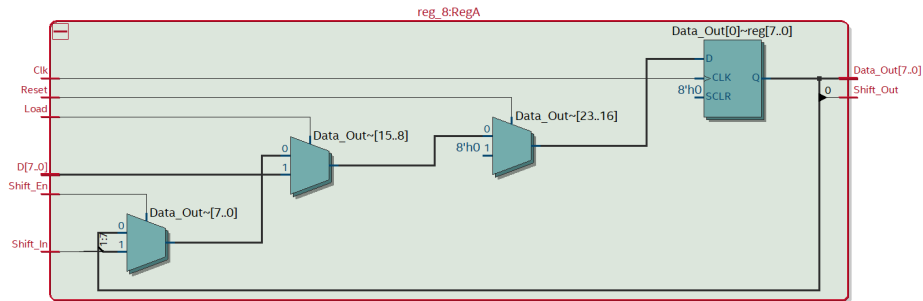 reg_8:RegA
Data_Out[0]~reg[7..0]
D
Clk
>CLK
Q
Data_Out[7..0]
Reset
8'h0
SCLR
0
Shift_Out
Load
Data_Out~[23..16]
0
8'h0
1
Data_Out~[15..8]
0
D[7..0]
1
Shift_En
Data_Out~[7..0]
0
1:7
Shift_In
1